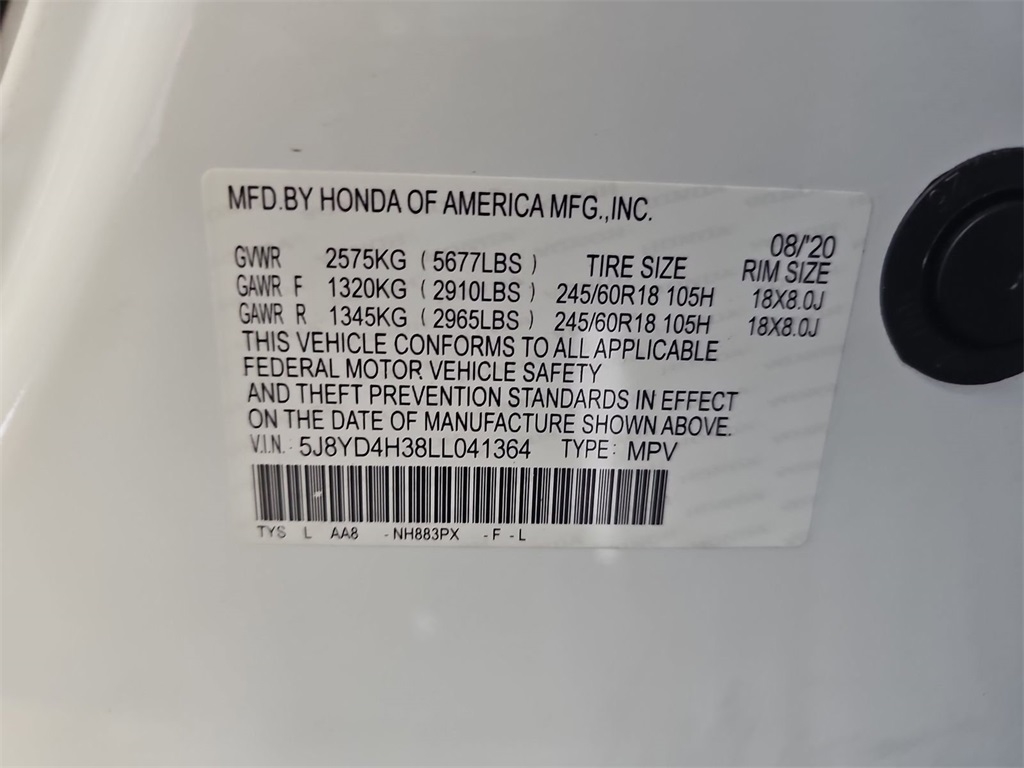 MFD.BY HONDA OF AMERICA MFG.,INC.
08/'20
GVWR 2575KG ( 5677LBS ) TIRE SIZE RIM SIZE
GAWR F 1320KG ( 2910LBS ) 245/60R18 105H 18X8.0J
GAWR R 1345KG ( 2965LBS ) 245/60R18 105H 18X8.0J
THIS VEHICLE CONFORMS TO ALL APPLICABLE
FEDERAL MOTOR VEHICLE SAFETY
AND THEFT PREVENTION STANDARDS IN EFFECT
ON THE DATE OF MANUFACTURE SHOWN ABOVE.
V.I.N.: 5J8YD4H38LL041364 TYPE: MPV
TYS L AA8 - NH883PX - F - L